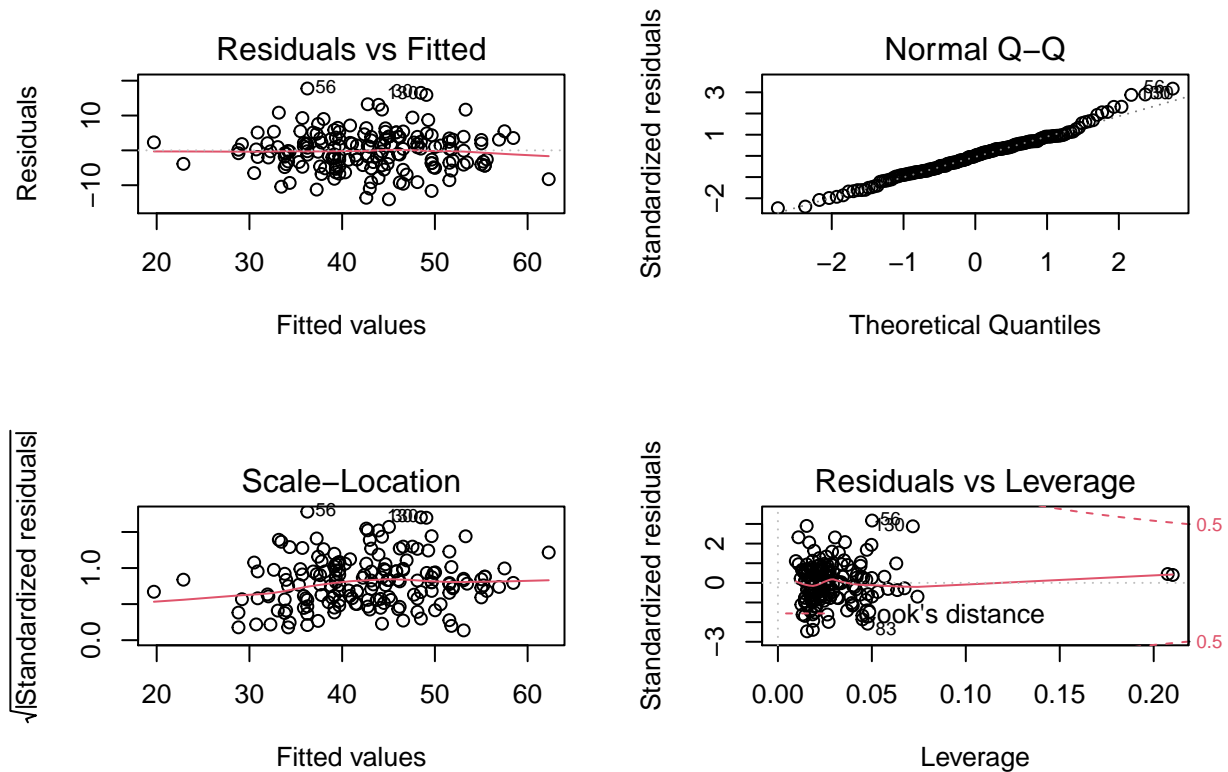 Residuals vs Fitted
Residuals
10
−10
56
130
20 30 40 50 60
Fitted values
Normal Q−Q
Standardized residuals
3
1
−2
56
130
−2 −1 0 1 2
Theoretical Quantiles
Scale−Location
√|Standardized residuals|
1.0
0.0
56
130
20 30 40 50 60
Fitted values
Residuals vs Leverage
Standardized residuals
2
0
−3
56
130
83
ook's distance
0.5
0.5
0.00 0.05 0.10 0.15 0.20
Leverage